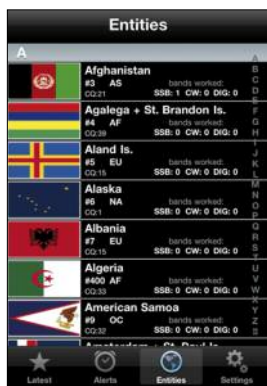 Entities
A
Afghanistan
#3 AS bands worked:
CQ:21 SSB: 1 CW: 0 DIG: 0
Agalega + St. Brandon Is.
#4 AF bands worked:
CQ:39 SSB: 0 CW: 0 DIG: 0
Aland Is.
#5 EU bands worked:
CQ:15 SSB: 0 CW: 0 DIG: 0
Alaska
#6 NA bands worked:
CQ:1 SSB: 0 CW: 0 DIG: 0
Albania
#7 EU bands worked:
CQ:15 SSB: 0 CW: 0 DIG: 0
Algeria
#400 AF bands worked:
CQ:33 SSB: 0 CW: 0 DIG: 0
American Samoa
#9 OC bands worked:
CQ:32 SSB: 0 CW: 0 DIG: 0
Amsterdam + St. Paul Is.
A
B
C
D
E
F
G
H
I
J
K
L
M
N
O
P
Q
R
S
T
U
V
W
X
Y
Z
Latest Alerts Entities Settings